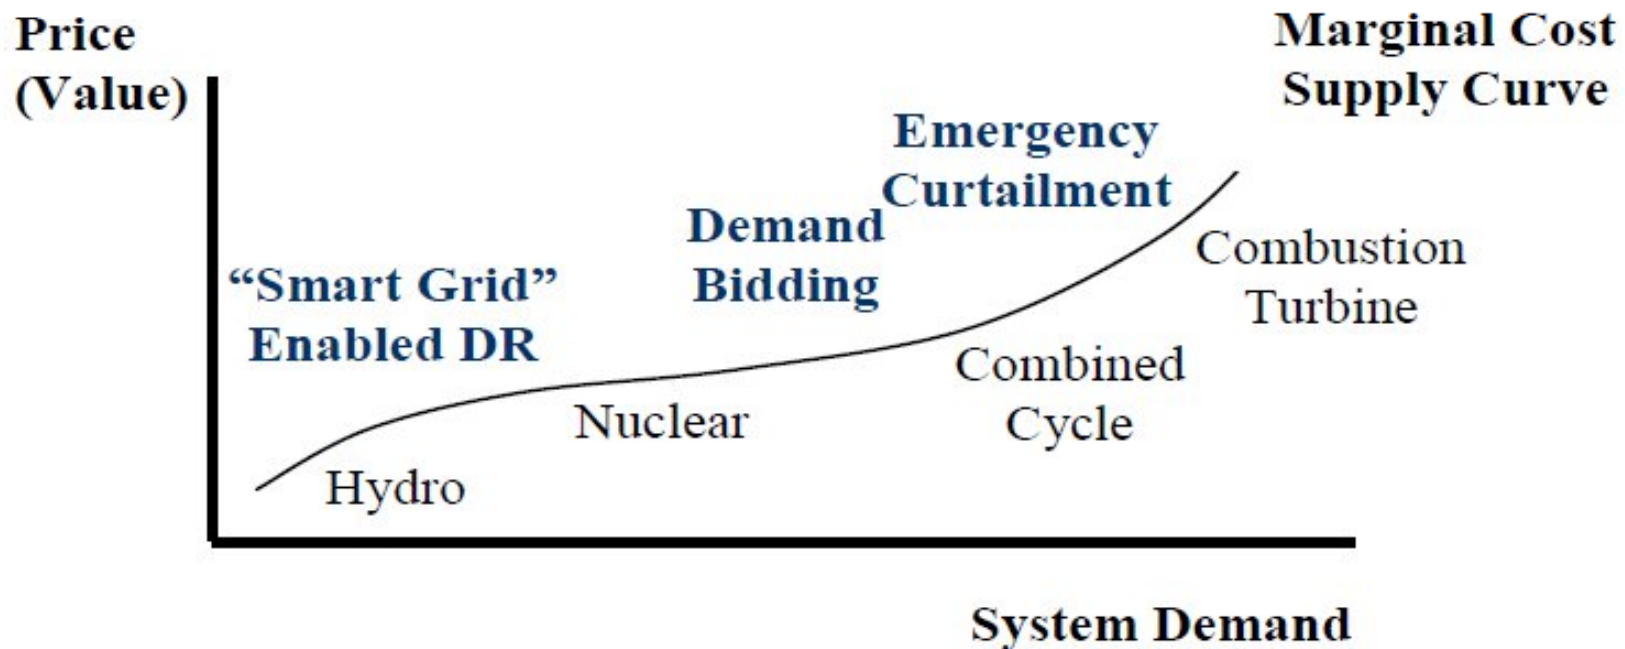 Price
(Value)
Marginal Cost
Supply Curve
Emergency
Curtailment
Demand
Bidding
“Smart Grid”
Enabled DR
Combustion
Turbine
Combined
Cycle
Nuclear
Hydro
System Demand